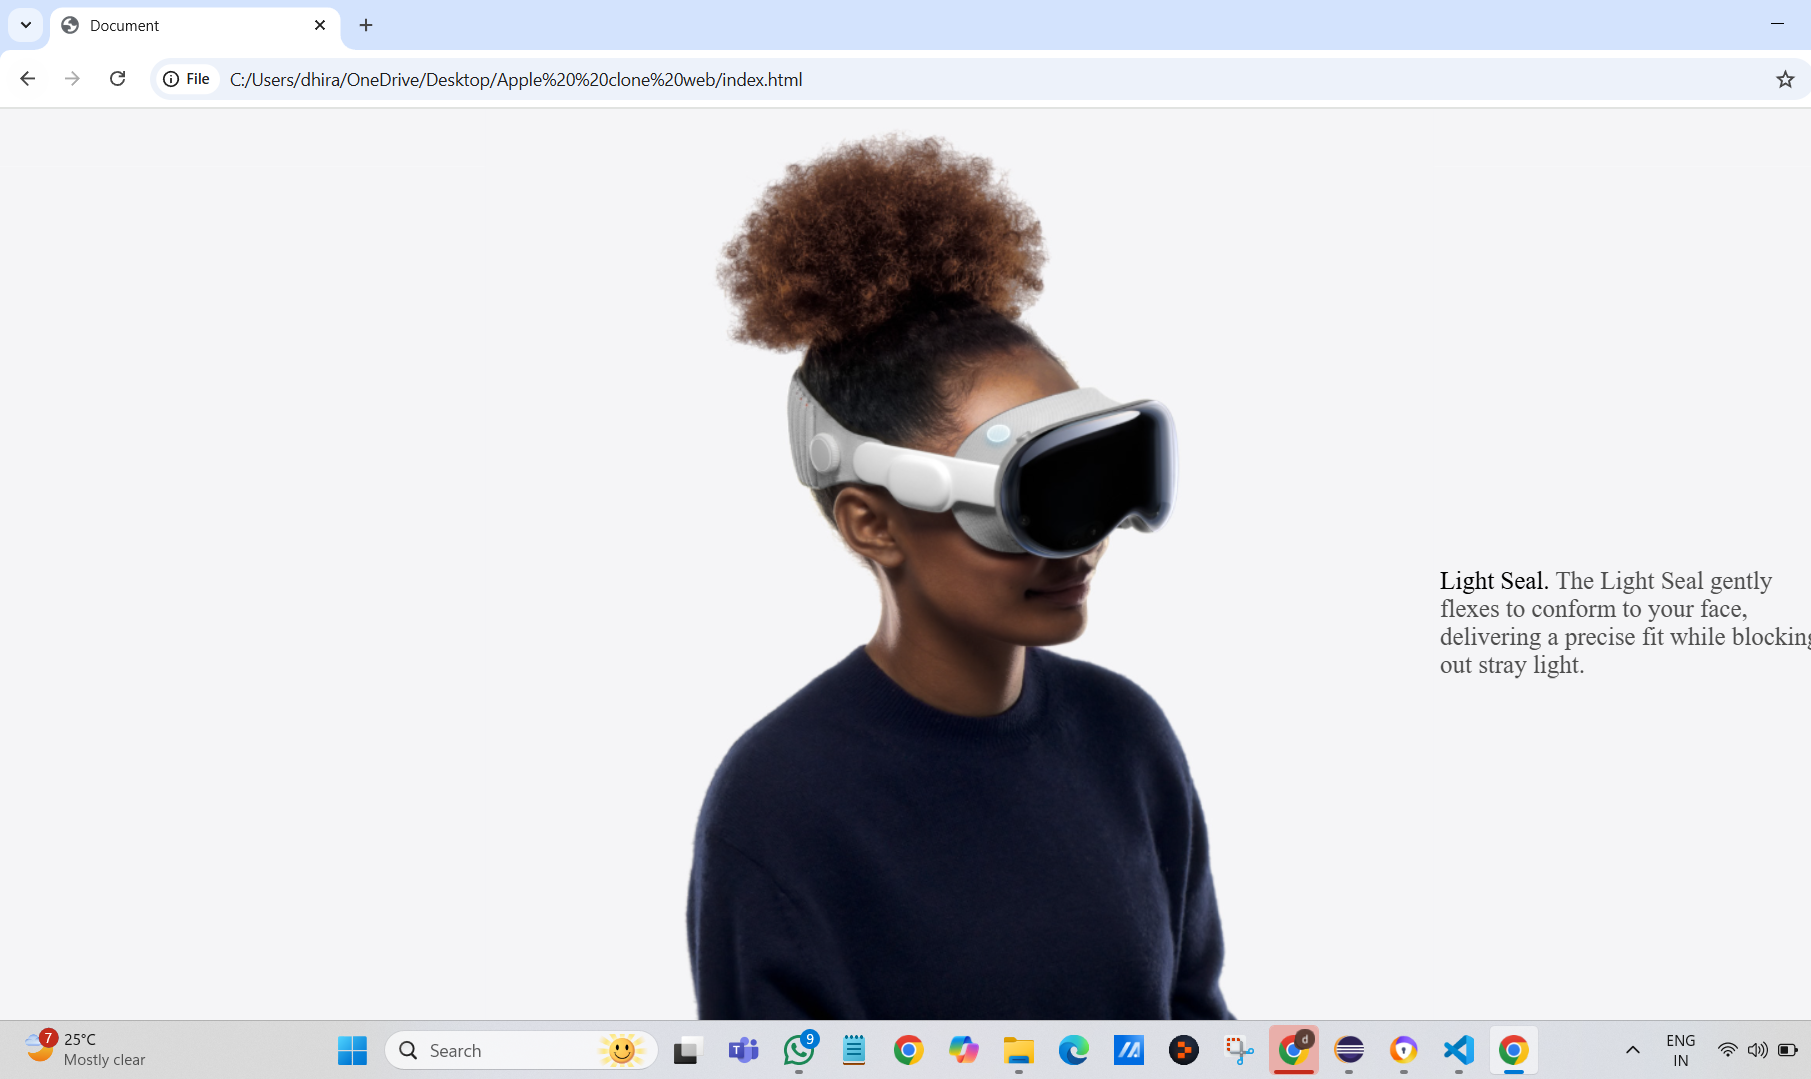 Document
File
C:/Users/dhira/OneDrive/Desktop/Apple%20%20clone%20web/index.html
Light Seal. The Light Seal gently
flexes to conform to your face,
delivering a precise fit while blocking
out stray light.
7
25°C
Mostly clear
Search
9
d
ENG
IN